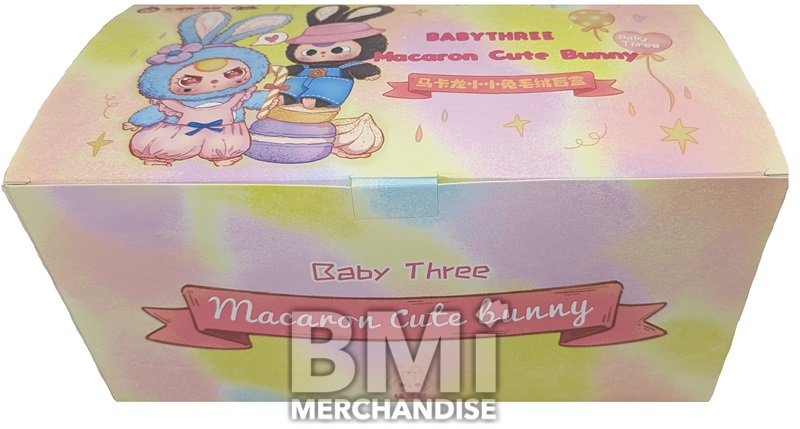 BABYTHREE
Macaron Cute Bunny
马卡龙小小兔毛绒盲盒
Baby
Three
Baby Three
Macaron Cute Bunny
BMi
MERCHANDISE